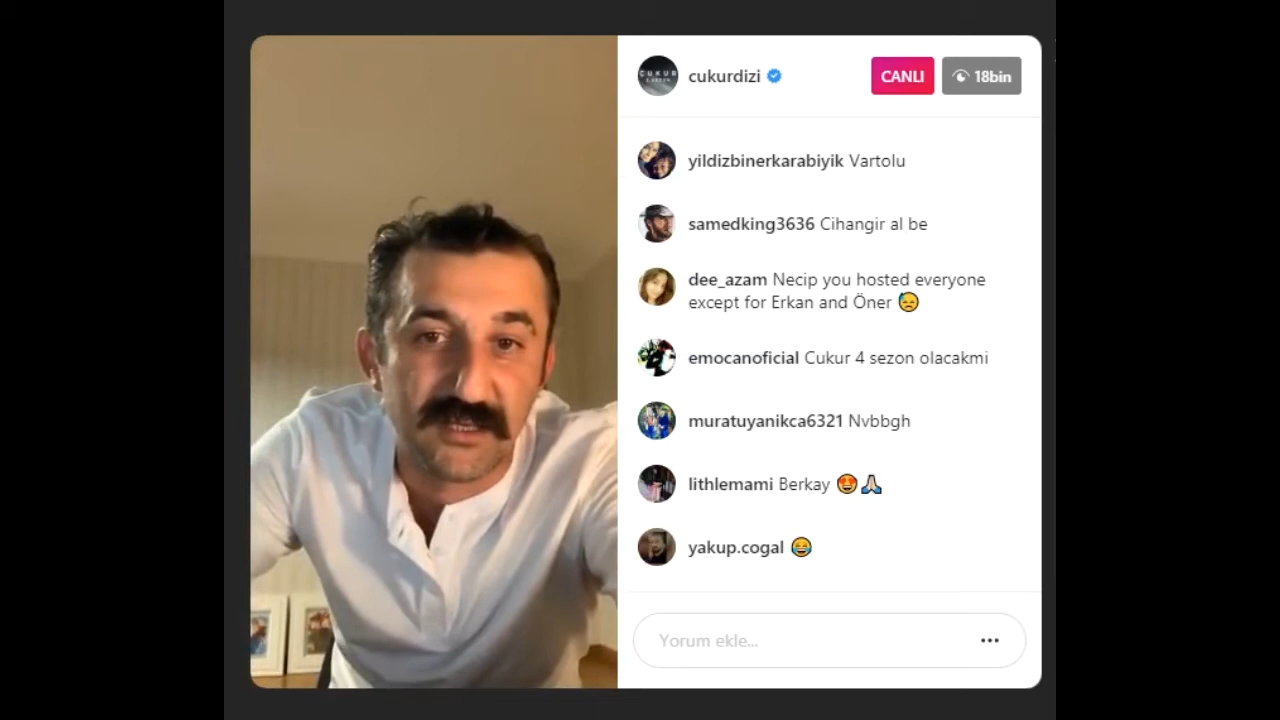 CUKUR
cukurdizi
CANLI
18bin
yildizbinerkarabiyik Vartolu
samedking3636 Cihangir al be
dee_azam Necip you hosted everyone
except for Erkan and Öner 😓
emocanoficial Cukur 4 sezon olacakmi
muratuyanikca6321 Nvbbgh
lithlemami Berkay 😍🙏🏻
yakup.cogal 😂
Yorum ekle...